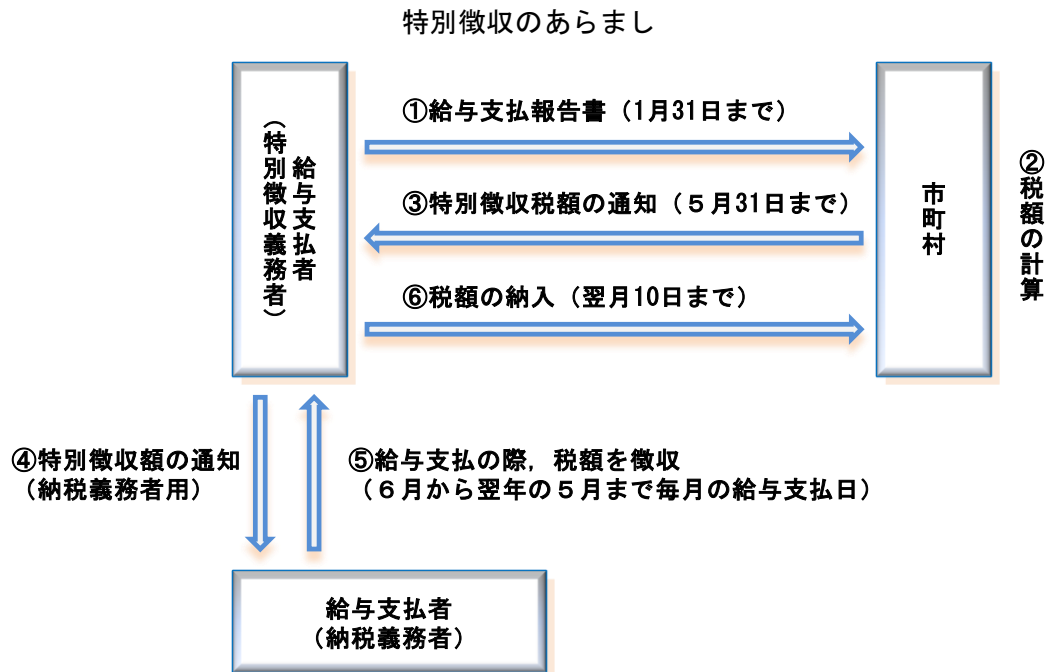 特別徴収のあらまし
給与支払者
(特別徴収義務者)
①給与支払報告書（1月31日まで）
③特別徴収税額の通知（５月31日まで）
⑥税額の納入（翌月10日まで）
市町村
②税額の計算
④特別徴収額の通知
（納税義務者用）
⑤給与支払の際，税額を徴収
（６月から翌年の５月まで毎月の給与支払日）
給与支払者
（納税義務者）